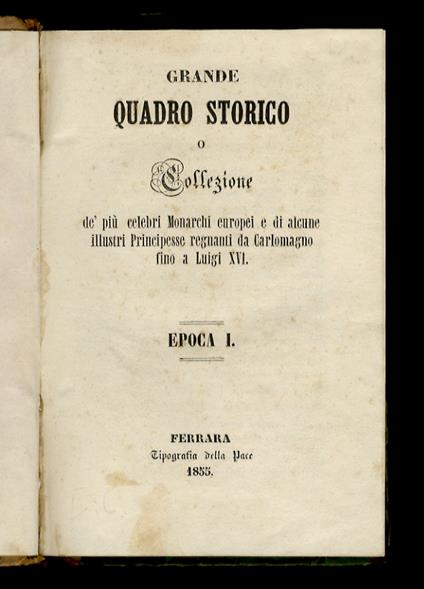 GRANDE
QUADRO STORICO
O
Collezione
de' più celebri Monarchi europei e di alcune
illustri Principesse regnanti da Carlomagno
fino a Luigi XVI.
EPOCA I.
FERRARA
Tipografia della Pace
1855.